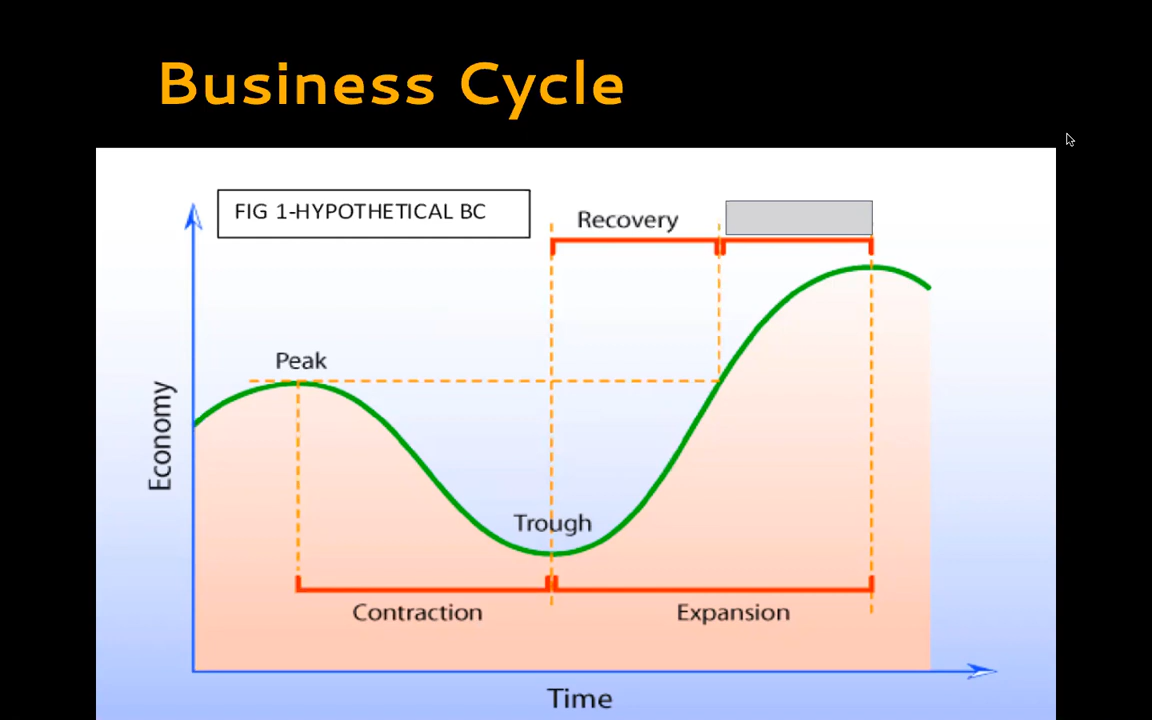 Business Cycle
FIG 1-HYPOTHETICAL BC
Recovery
Peak
Economy
Trough
Contraction
Expansion
Time